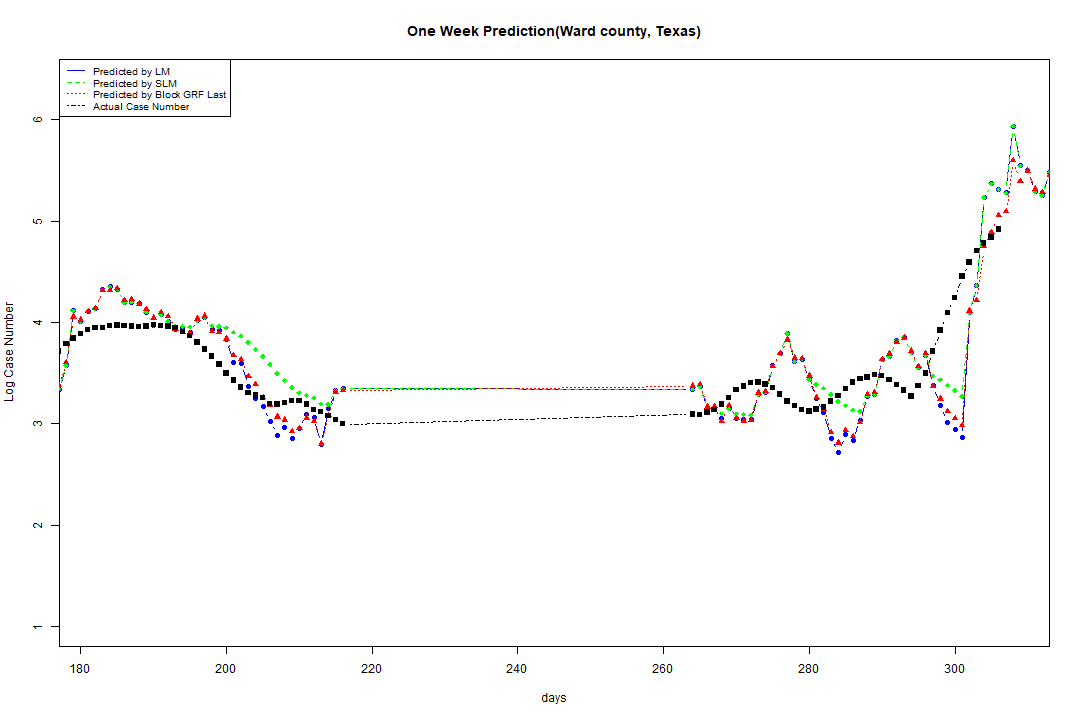 One Week Prediction(Ward county, Texas)
Predicted by LM
Predicted by SLM
Predicted by Block GRF Last
Actual Case Number
Log Case Number
6
5
4
3
2
1
180 200 220 240 260 280 300
days